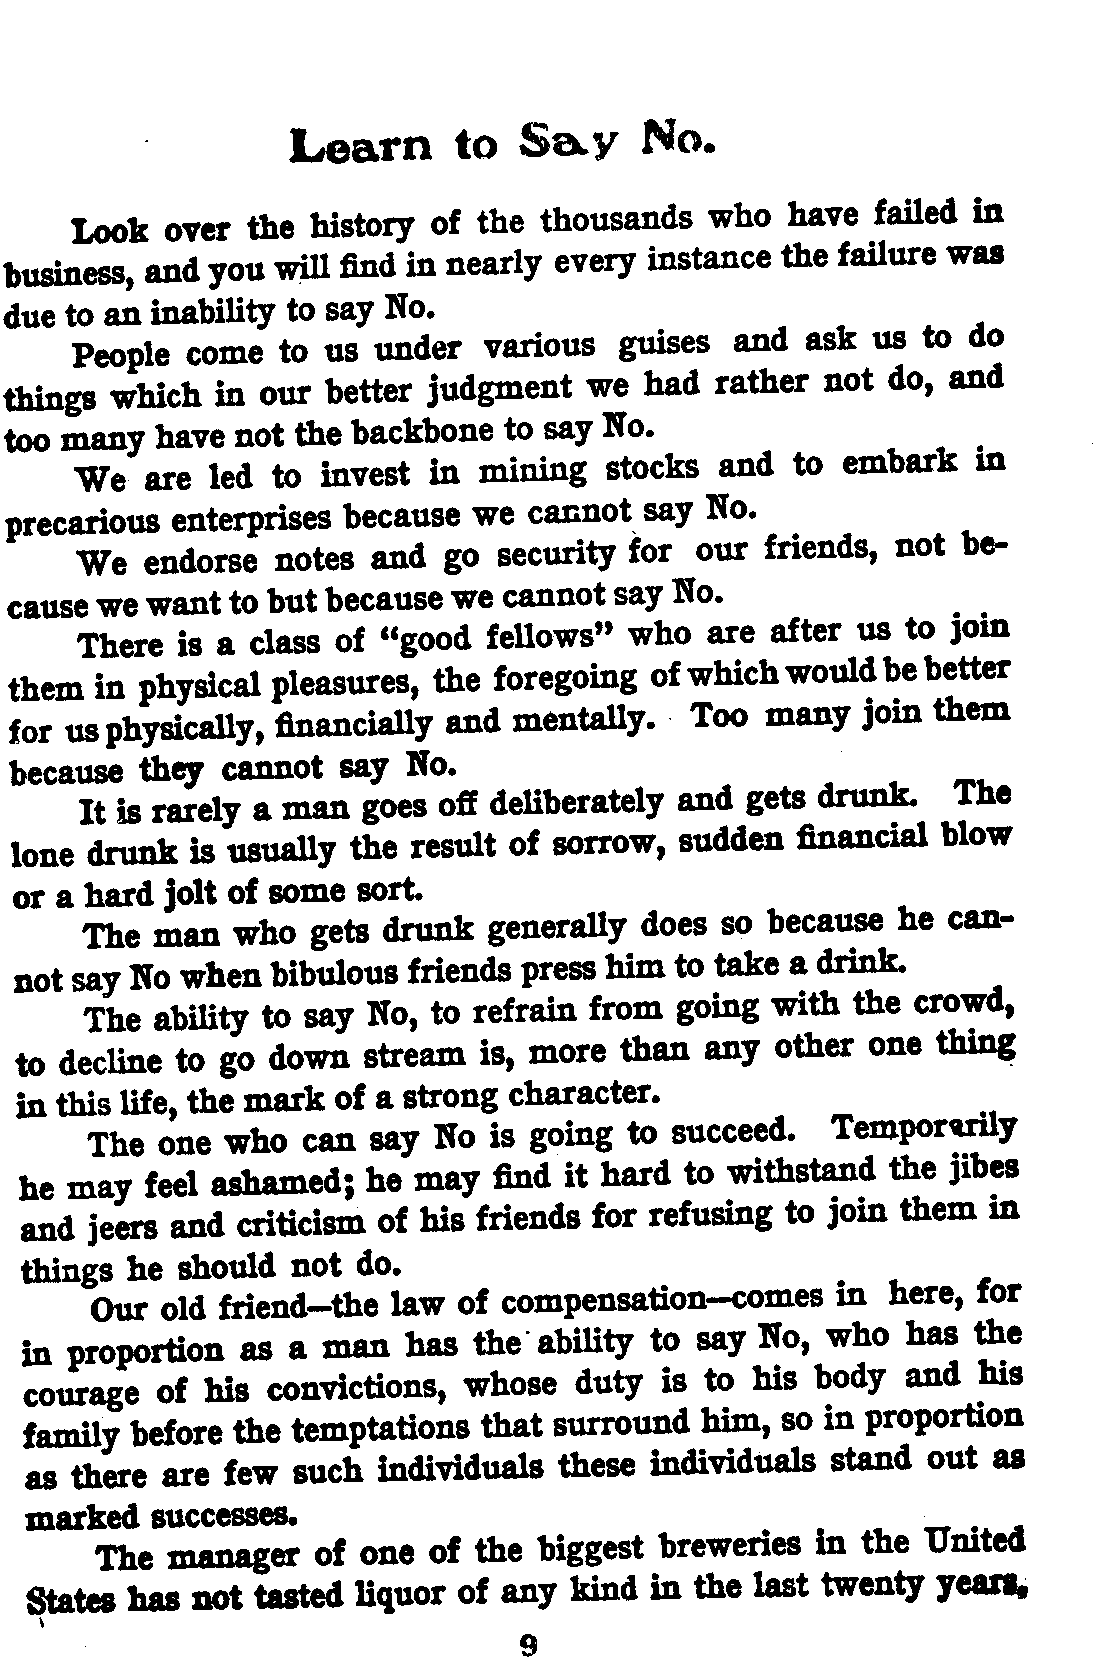 Learn to Say No.
Look over the history of the thousands who have failed in
business, and you will find in nearly every instance the failure was
due to an inability to say No.
People come to us under various guises and ask us to do
things which in our better judgment we had rather not do, and
too many have not the backbone to say No.
We are led to invest in mining stocks and to embark in
precarious enterprises because we cannot say No.
We endorse notes and go security for our friends, not be-
cause we want to but because we cannot say No.
There is a class of “good fellows” who are after us to join
them in physical pleasures, the foregoing of which would be better
for us physically, financially and mentally. Too many join them
because they cannot say No.
It is rarely a man goes off deliberately and gets drunk. The
lone drunk is usually the result of sorrow, sudden financial blow
or a hard jolt of some sort.
The man who gets drunk generally does so because he can-
not say No when bibulous friends press him to take a drink.
The ability to say No, to refrain from going with the crowd,
to decline to go down stream is, more than any other one thing
in this life, the mark of a strong character.
The one who can say No is going to succeed. Temporarily
he may feel ashamed; he may find it hard to withstand the jibes
and jeers and criticism of his friends for refusing to join them in
things he should not do.
Our old friend—the law of compensation—comes in here, for
in proportion as a man has the ability to say No, who has the
courage of his convictions, whose duty is to his body and his
family before the temptations that surround him, so in proportion
as there are few such individuals these individuals stand out as
marked successes.
The manager of one of the biggest breweries in the United
States has not tasted liquor of any kind in the last twenty years,
9